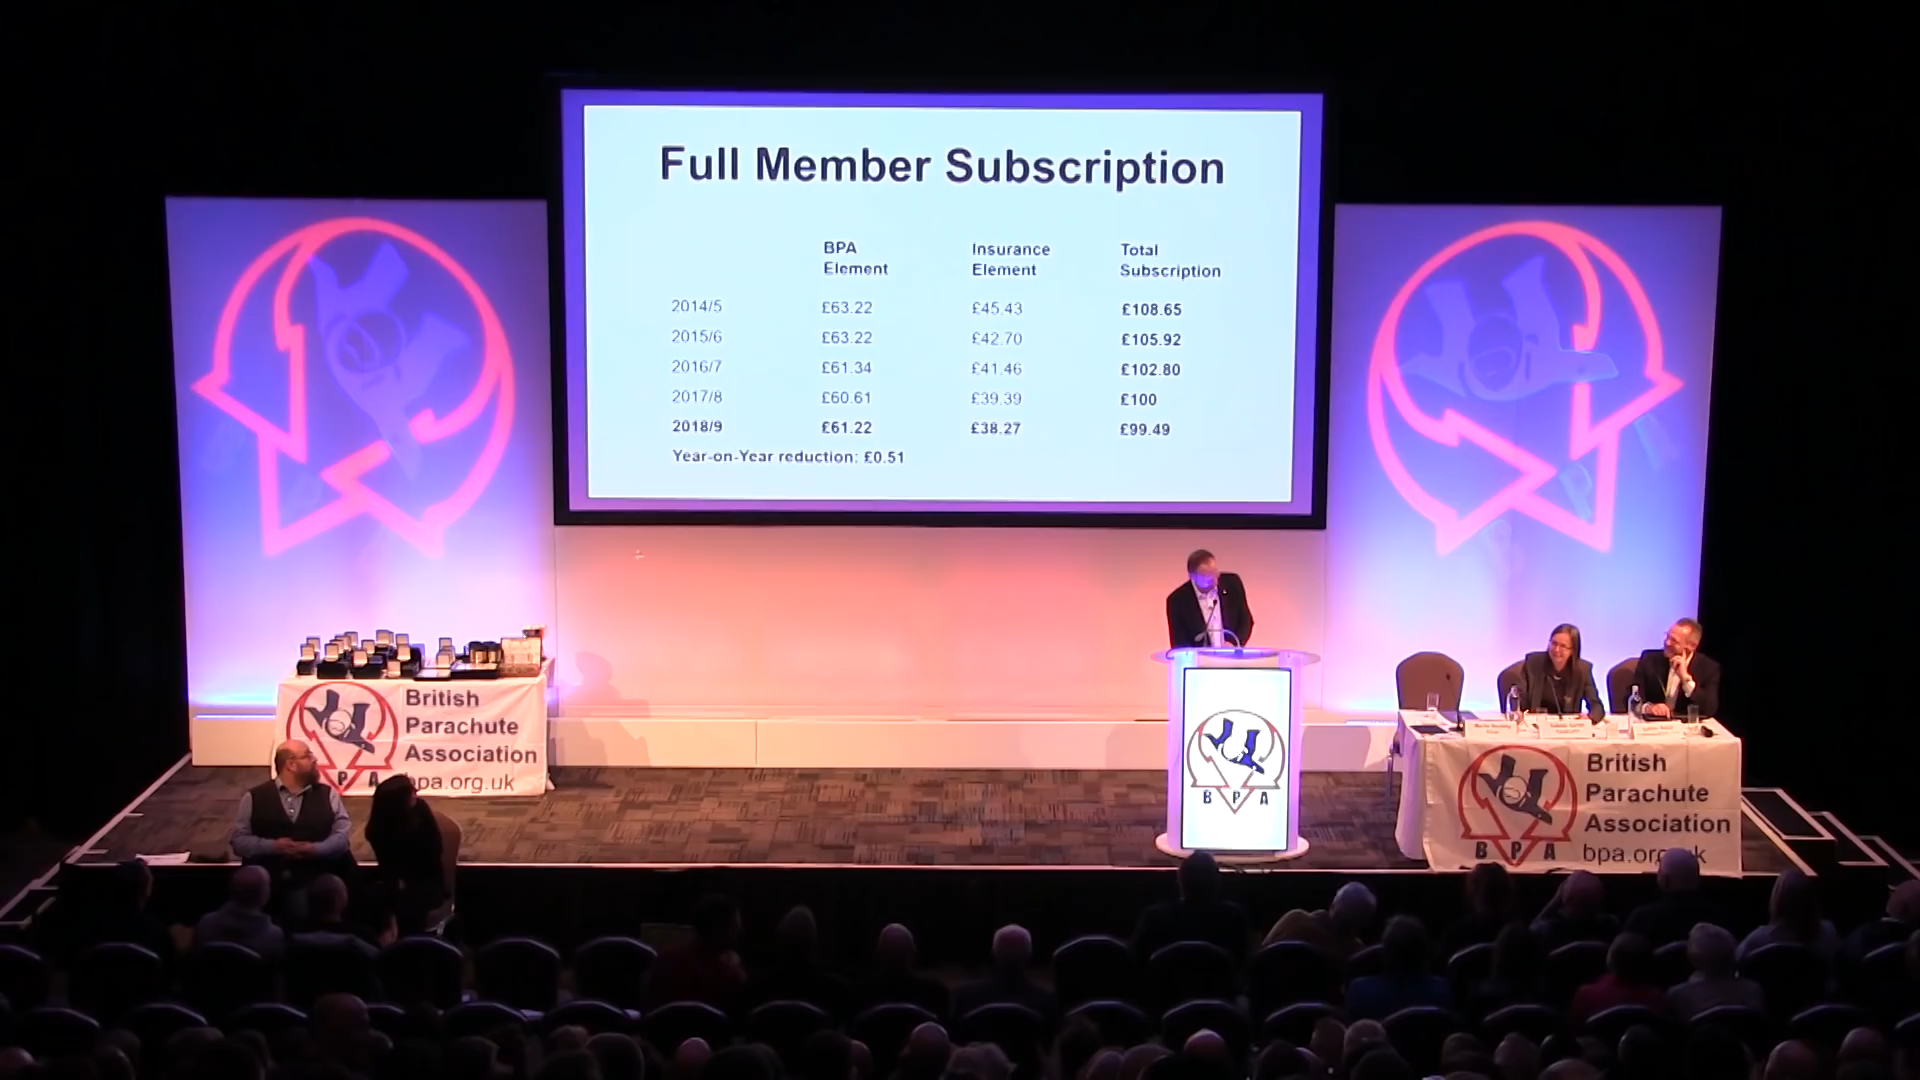 Full Member Subscription
BPA Element Insurance Element Total Subscription
2014/5 £63.22 £45.43 £108.65
2015/6 £63.22 £42.70 £105.92
2016/7 £61.34 £41.46 £102.80
2017/8 £60.61 £39.39 £100
2018/9 £61.22 £38.27 £99.49
Year-on-Year reduction: £0.51
British
Parachute
Association
bpa.org.uk
P A
B P A
British
Parachute
Association
bpa.org.uk
B P A